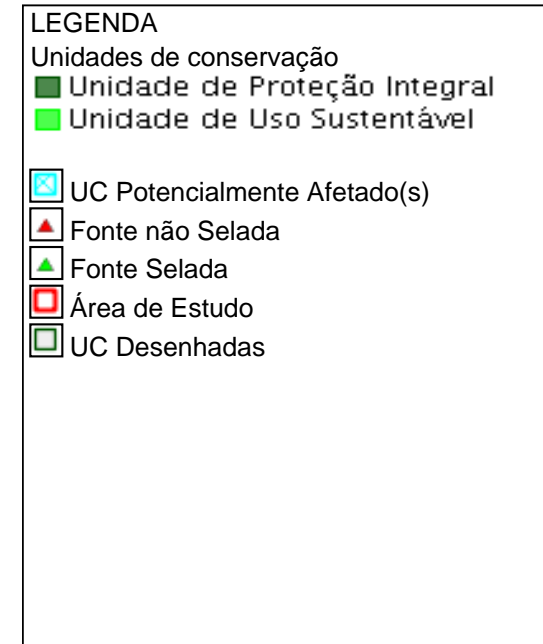 LEGENDA
Unidades de conservação
Unidade de Proteção Integral
Unidade de Uso Sustentável
UC Potencialmente Afetado(s)
Fonte não Selada
Fonte Selada
Área de Estudo
UC Desenhadas